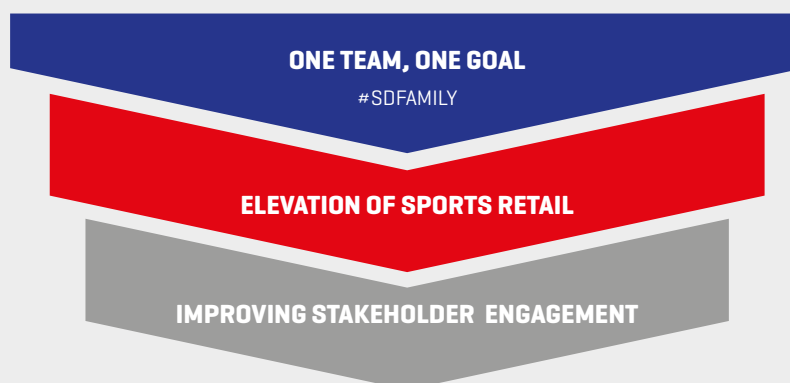 ONE TEAM, ONE GOAL
#SDFAMILY
ELEVATION OF SPORTS RETAIL
IMPROVING STAKEHOLDER ENGAGEMENT